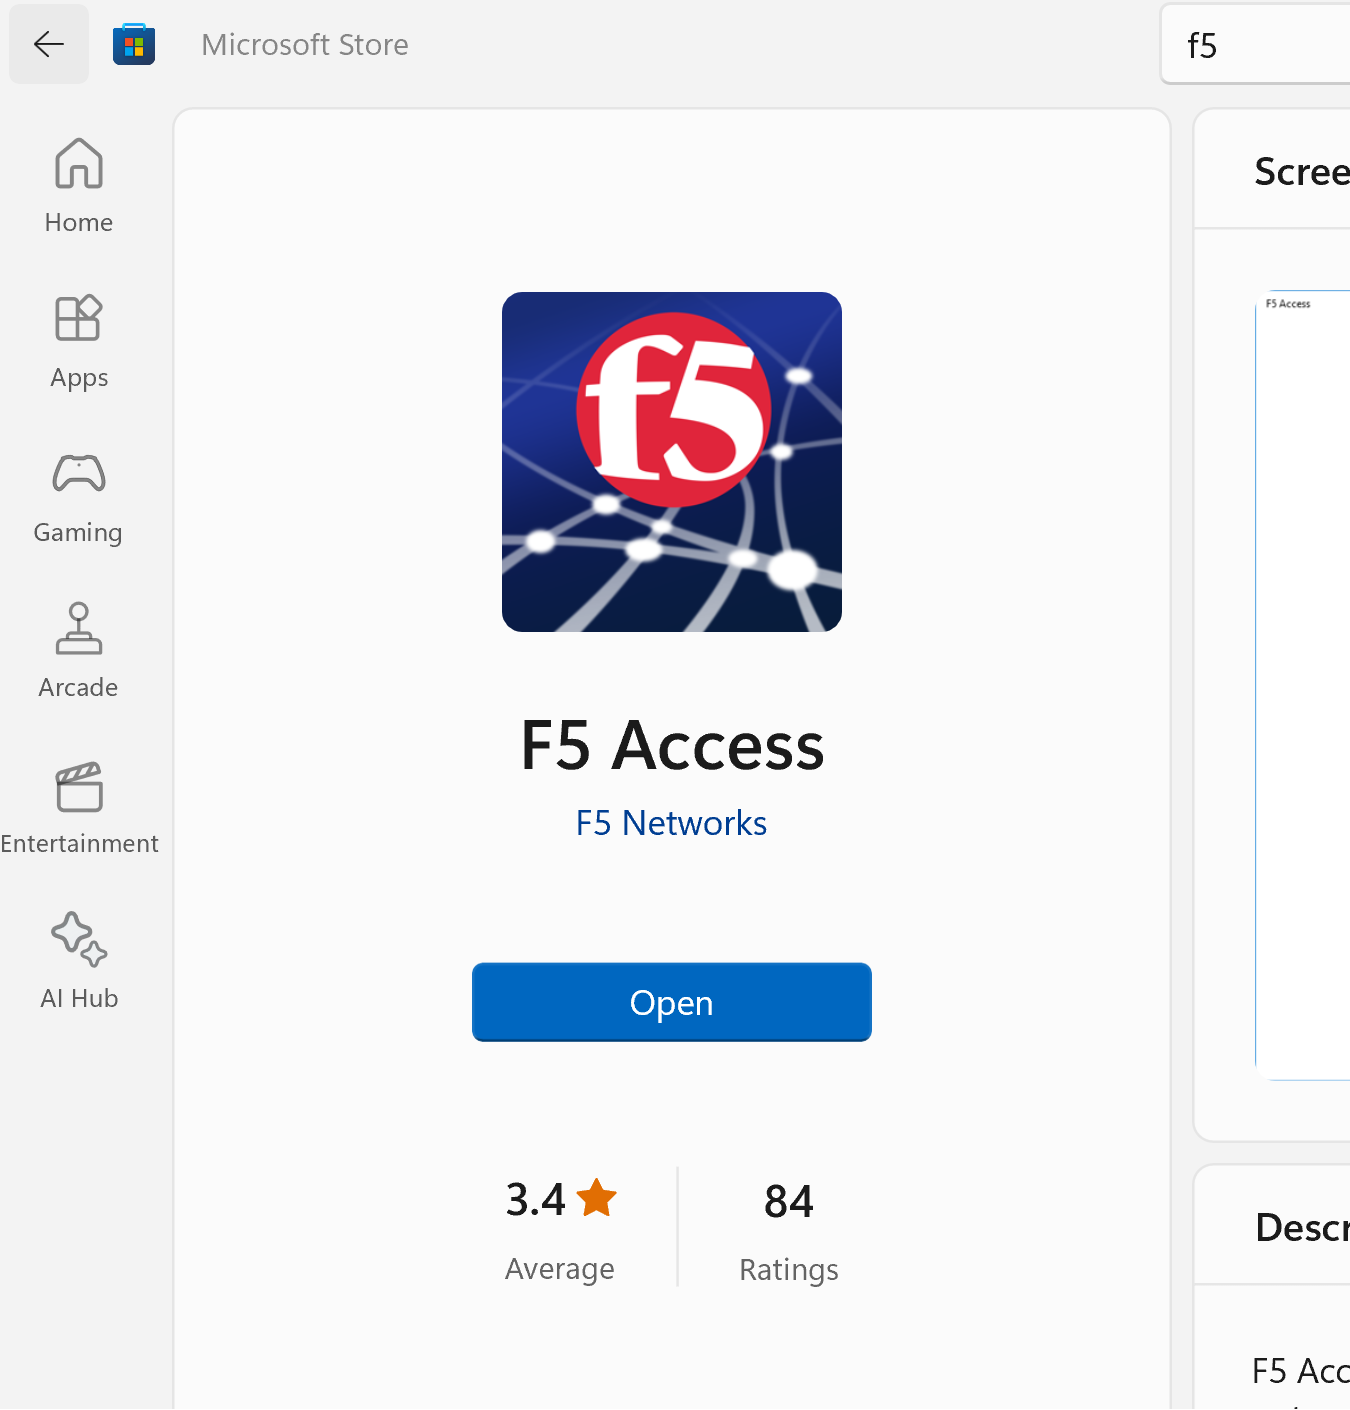 Microsoft Store
f5
Home
Apps
Gaming
Arcade
Entertainment
AI Hub
f5
F5 Access
F5 Networks
Open
3.4
Average
84
Ratings
Scree
F5 Access
Descr
F5 Acc